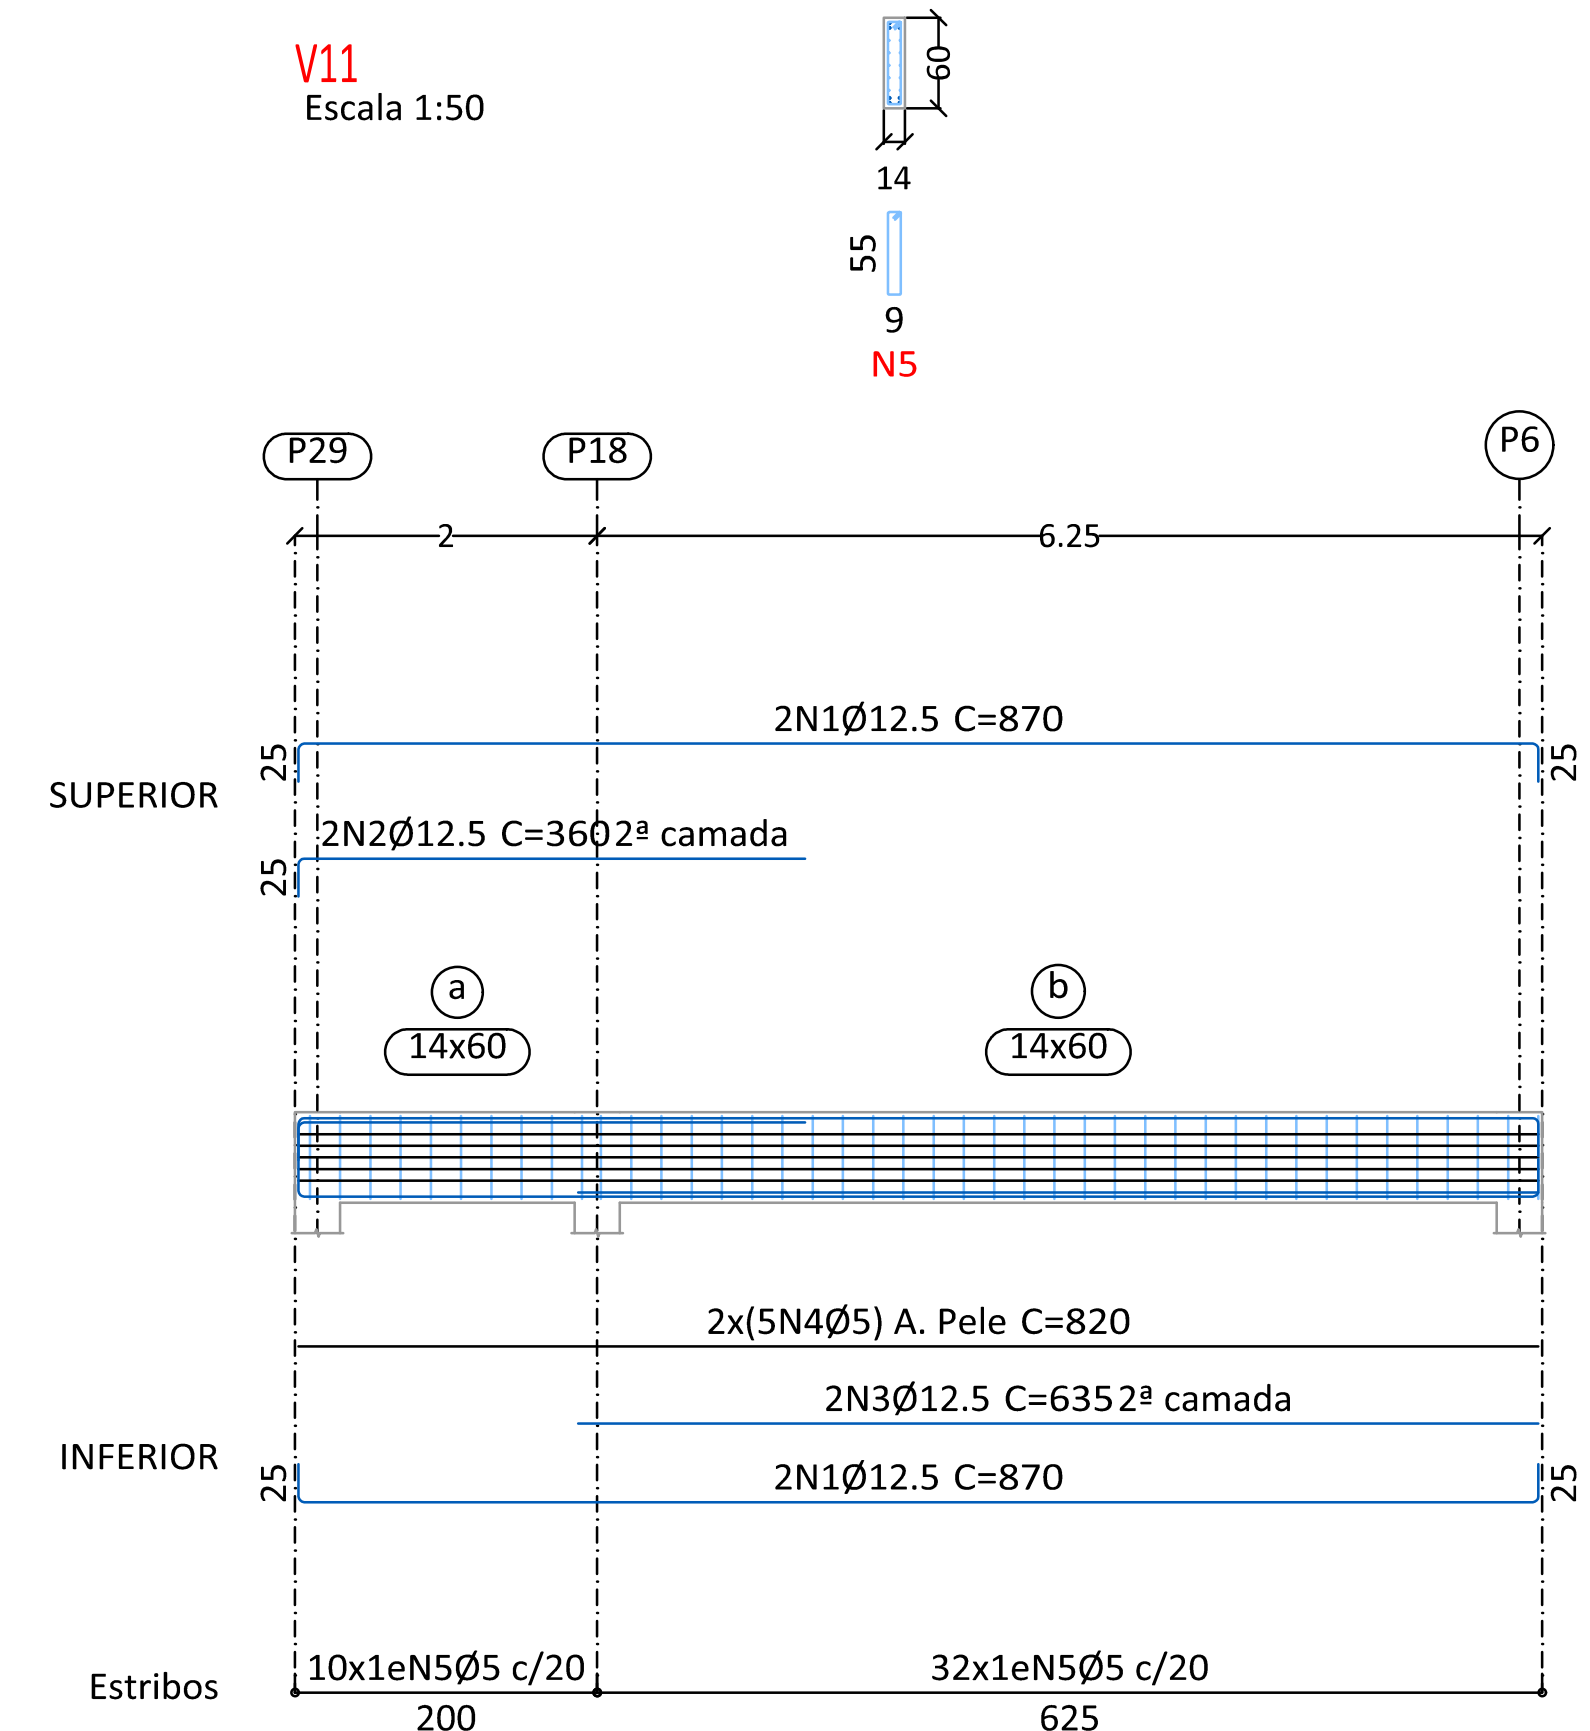 V11
Escala 1:50
60
14
55
9
N5
P29
P18
P6
2
6.25
2N1Ø12.5 C=870
25
25
SUPERIOR
2N2Ø12.5 C=360 2ª camada
25
a
b
14x60
14x60
2x(5N4Ø5) A. Pele C=820
2N3Ø12.5 C=635 2ª camada
INFERIOR
25
2N1Ø12.5 C=870
25
Estribos
10x1eN5Ø5 c/20
32x1eN5Ø5 c/20
200
625